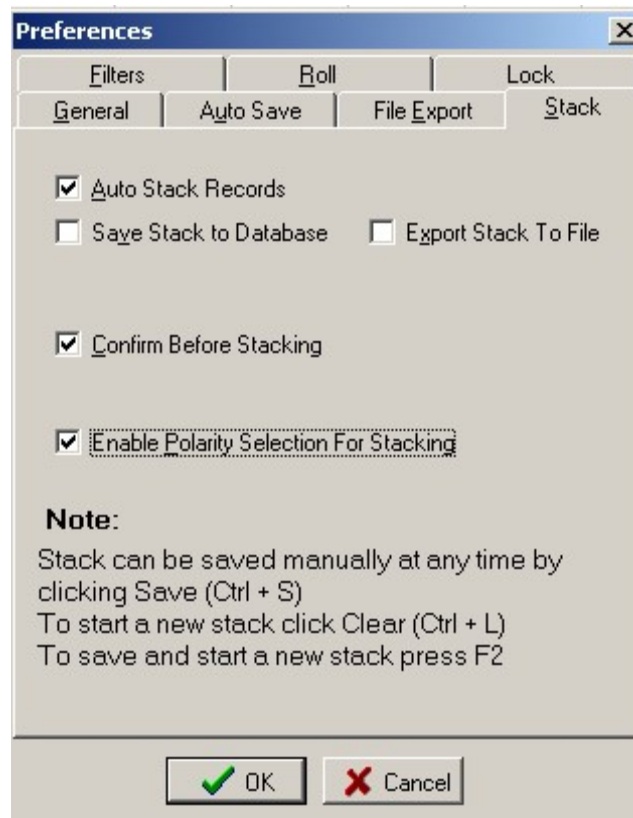 Preferences
Filters Roll Lock
General Auto Save File Export Stack
Auto Stack Records
Save Stack to Database Export Stack To File
Confirm Before Stacking
Enable Polarity Selection For Stacking
Note:
Stack can be saved manually at any time by
clicking Save (Ctrl + S)
To start a new stack click Clear (Ctrl + L)
To save and start a new stack press F2
OK Cancel